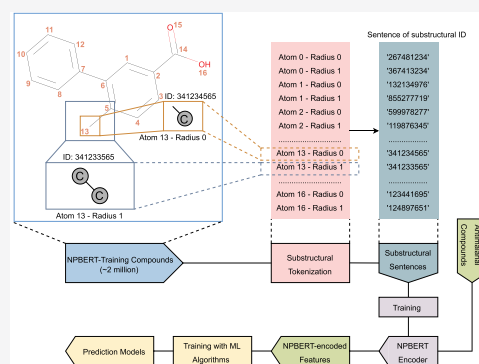 Sentence of substructural ID
15
O
11
12
1
14
OH
10
2
16
7
9
6
8
3
ID: 341234565
5
4
C
13
Atom 13 - Radius 0
ID: 341233565
C
C
Atom 13 - Radius 1
Atom 0 - Radius 0
Atom 0 - Radius 1
Atom 1 - Radius 0
Atom 1 - Radius 1
Atom 2 - Radius 0
Atom 2 - Radius 1
Atom 13 - Radius 0
Atom 13 - Radius 1
Atom 16 - Radius 0
Atom 16 - Radius 1
'267481234'
'367413234'
'132134976'
'855277719'
'599978277'
'119876345'
'341234565'
'341233565'
'123441695'
'124897651'
NPBERT-Training Compounds
(~2 million)
Substructural
Tokenization
Substructural
Sentences
Antimalarial
Compounds
Training
Prediction Models
Training with ML
Algorithms
NPBERT-encoded
Features
NPBERT
Encoder